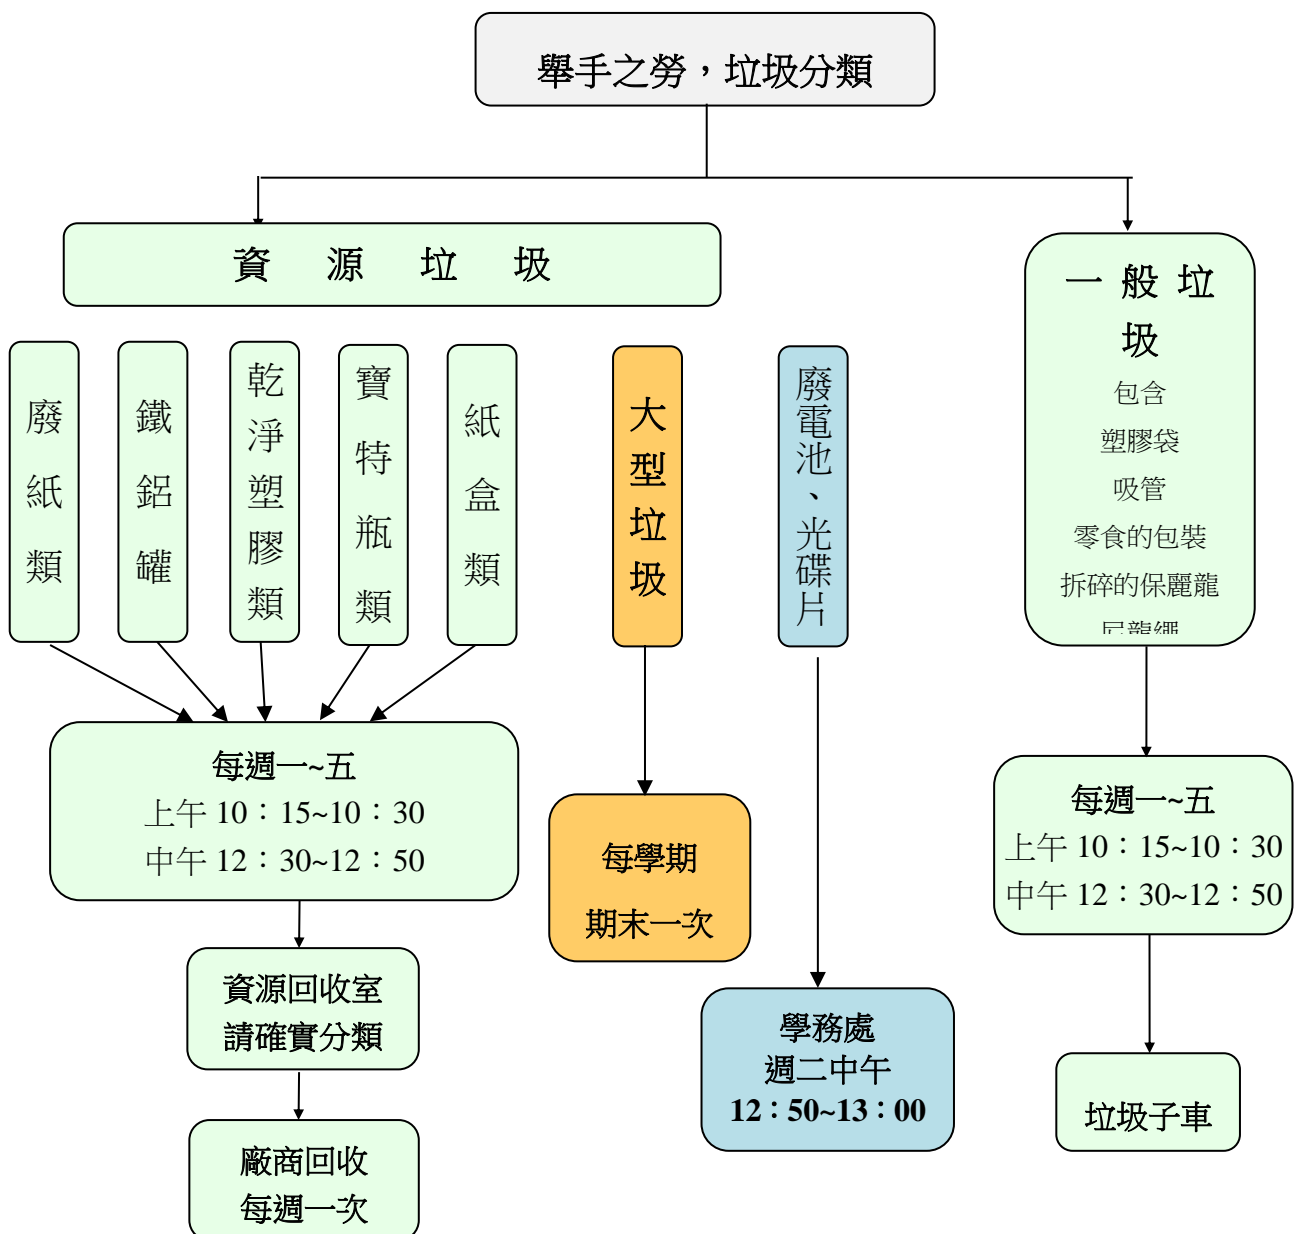 舉手之勞，垃圾分類
資源垃圾
一般垃
圾
包含
塑膠袋
吸管
零食的包裝
拆碎的保麗龍
尼龍繩
廢紙類
鐵鋁罐
乾淨塑膠類
寶特瓶類
紙盒類
大型垃圾
廢電池、光碟片
每週一~五
上午 10：15~10：30
中午 12：30~12：50
每學期
期末一次
每週一~五
上午 10：15~10：30
中午 12：30~12：50
資源回收室
請確實分類
學務處
週二中午
12：50~13：00
垃圾子車
廠商回收
每週一次